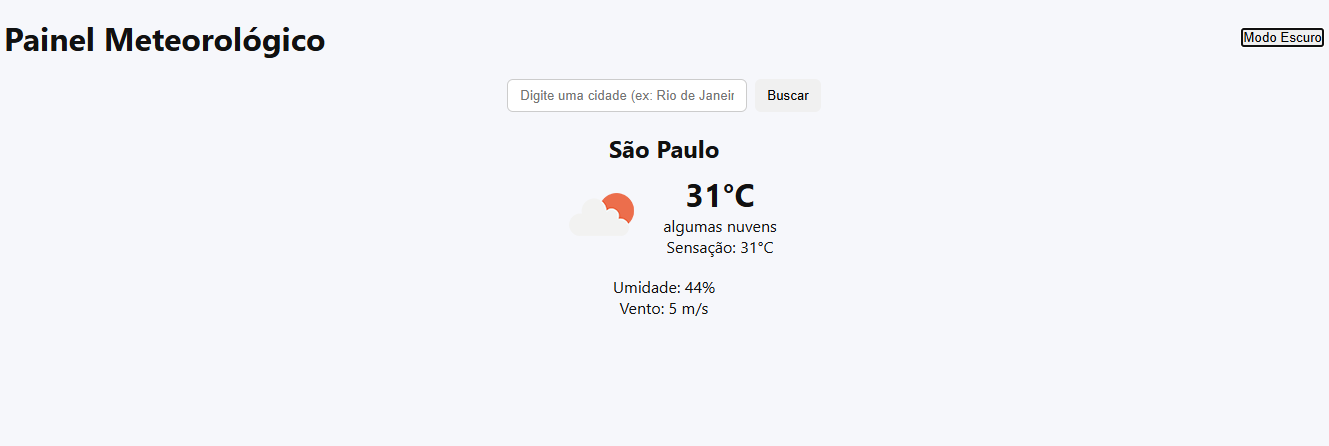 Painel Meteorológico
Modo Escuro
Digite uma cidade (ex: Rio de Janeir
Buscar
São Paulo
31°C
algumas nuvens
Sensação: 31°C
Umidade: 44%
Vento: 5 m/s